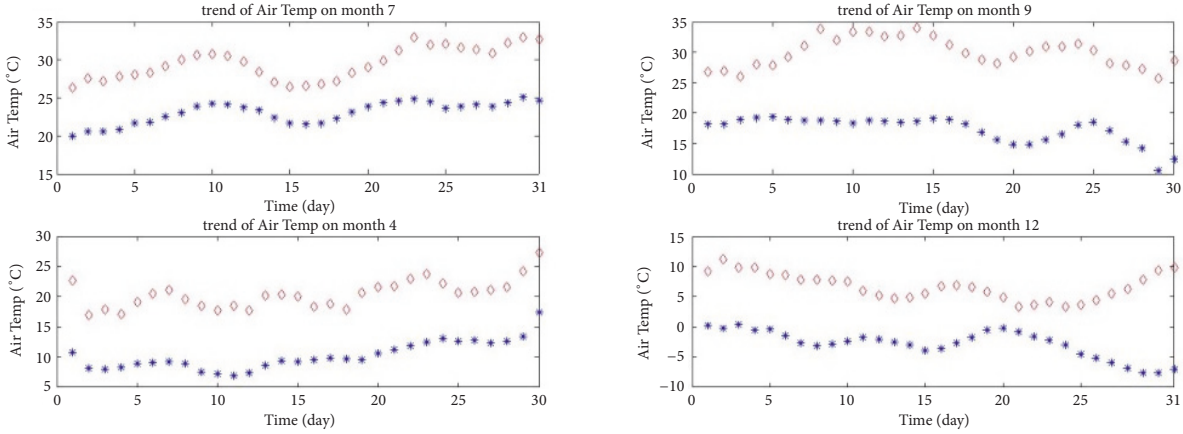 trend of Air Temp on month 7
35
30
25
20
15
Air Temp (°C)
0 5 10 15 20 25 31
Time (day)
trend of Air Temp on month 9
35
30
25
20
15
10
Air Temp (°C)
0 5 10 15 20 25 30
Time (day)
trend of Air Temp on month 4
30
25
20
15
10
5
Air Temp (°C)
0 5 10 15 20 25 30
Time (day)
trend of Air Temp on month 12
15
10
5
0
−5
−10
Air Temp (°C)
0 5 10 15 20 25 31
Time (day)